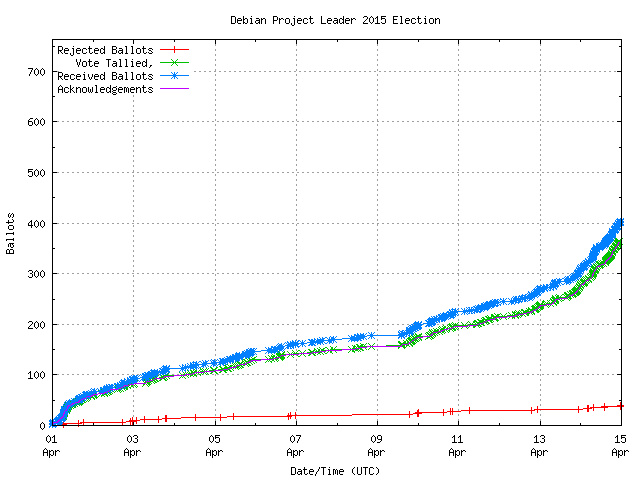 Debian Project Leader 2015 Election
Rejected Ballots
Vote Tallied,
Received Ballots
Acknowledgements
700
600
500
400
300
200
100
0
Ballots
01 03 05 07 09 11 13 15
Apr Apr Apr Apr Apr Apr Apr Apr
Date/Time (UTC)